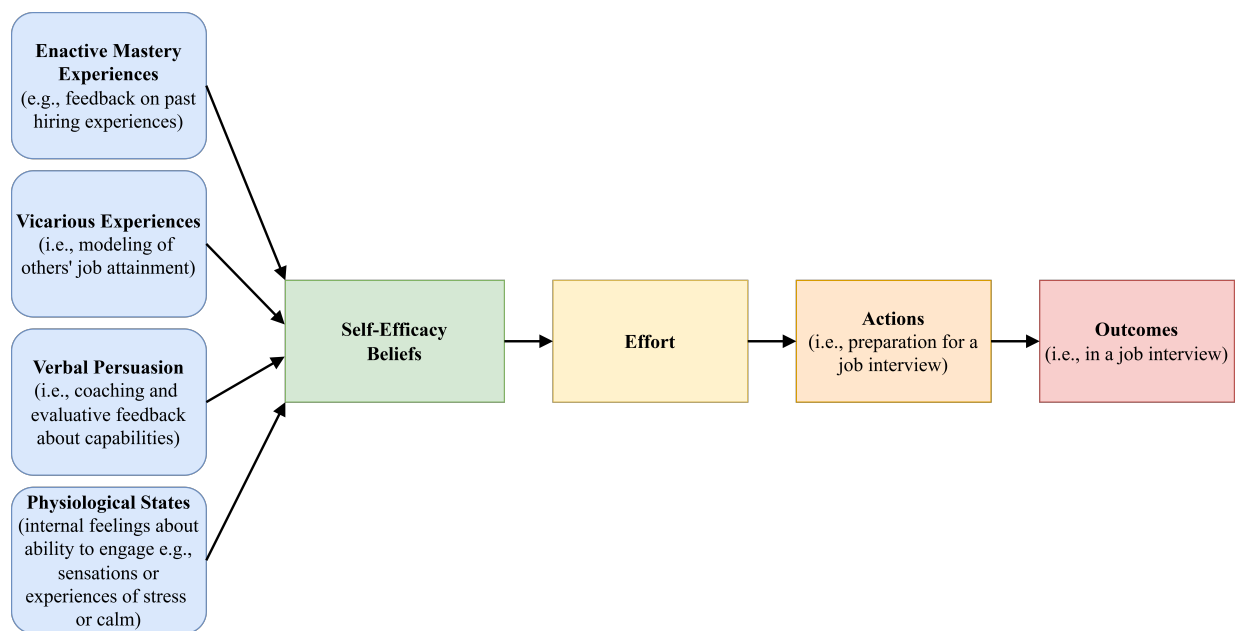 Enactive Mastery
Experiences
(e.g., feedback on past
hiring experiences)
Vicarious Experiences
(i.e., modeling of
others' job attainment)
Verbal Persuasion
(i.e., coaching and
evaluative feedback
about capabilities)
Physiological States
(internal feelings about
ability to engage e.g.,
sensations or
experiences of stress
or calm)
Self-Efficacy
Beliefs
Effort
Actions
(i.e., preparation for a
job interview)
Outcomes
(i.e., in a job interview)